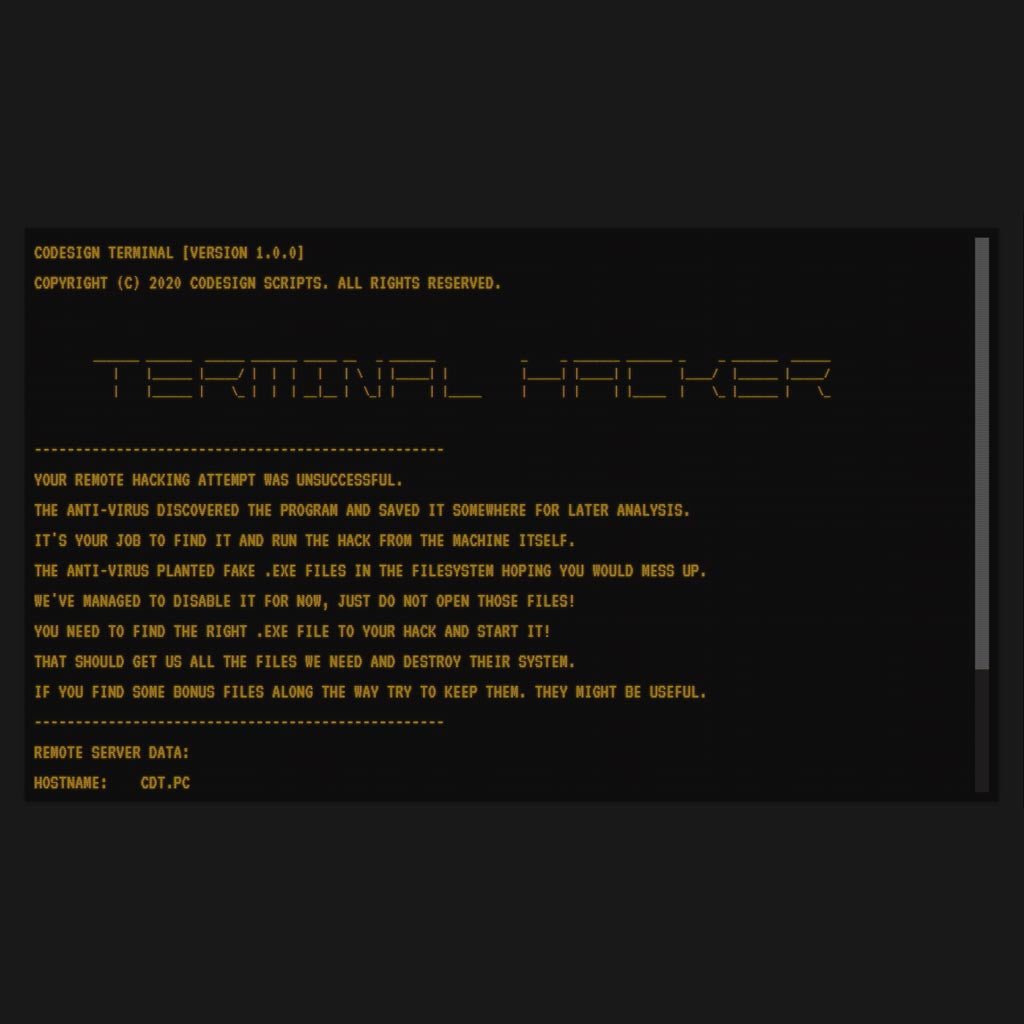 CODESIGN TERMINAL [VERSION 1.0.0]
COPYRIGHT (C) 2020 CODESIGN SCRIPTS. ALL RIGHTS RESERVED.
TERMINAL HACKER
--------------------------------------------------
YOUR REMOTE HACKING ATTEMPT WAS UNSUCCESSFUL.
THE ANTI-VIRUS DISCOVERED THE PROGRAM AND SAVED IT SOMEWHERE FOR LATER ANALYSIS.
IT'S YOUR JOB TO FIND IT AND RUN THE HACK FROM THE MACHINE ITSELF.
THE ANTI-VIRUS PLANTED FAKE .EXE FILES IN THE FILESYSTEM HOPING YOU WOULD MESS UP.
WE'VE MANAGED TO DISABLE IT FOR NOW, JUST DO NOT OPEN THOSE FILES!
YOU NEED TO FIND THE RIGHT .EXE FILE TO YOUR HACK AND START IT!
THAT SHOULD GET US ALL THE FILES WE NEED AND DESTROY THEIR SYSTEM.
IF YOU FIND SOME BONUS FILES ALONG THE WAY TRY TO KEEP THEM. THEY MIGHT BE USEFUL.
--------------------------------------------------
REMOTE SERVER DATA:
HOSTNAME:    CDT.PC